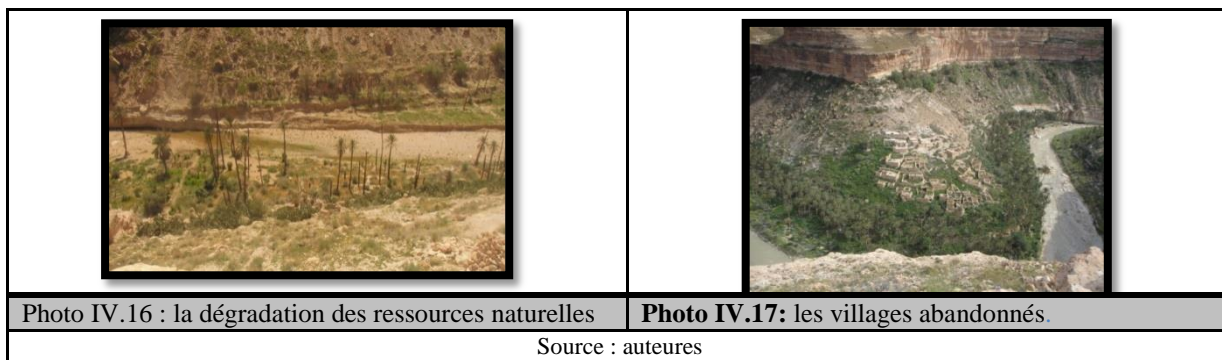 Photo IV.16 : la dégradation des ressources naturelles
Photo IV.17: les villages abandonnés.
Source : auteures